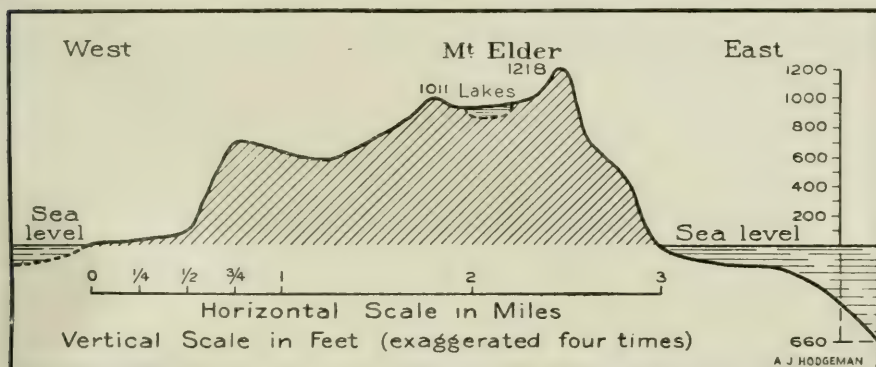 West
Mt Elder
East
1218
1011 Lakes
1200
1000
800
600
400
200
Sea level
Sea level
0 1/4 1/2 3/4 1 2 3
Horizontal Scale in Miles
Vertical Scale in Feet (exaggerated four times)
660
A J HODGEMAN